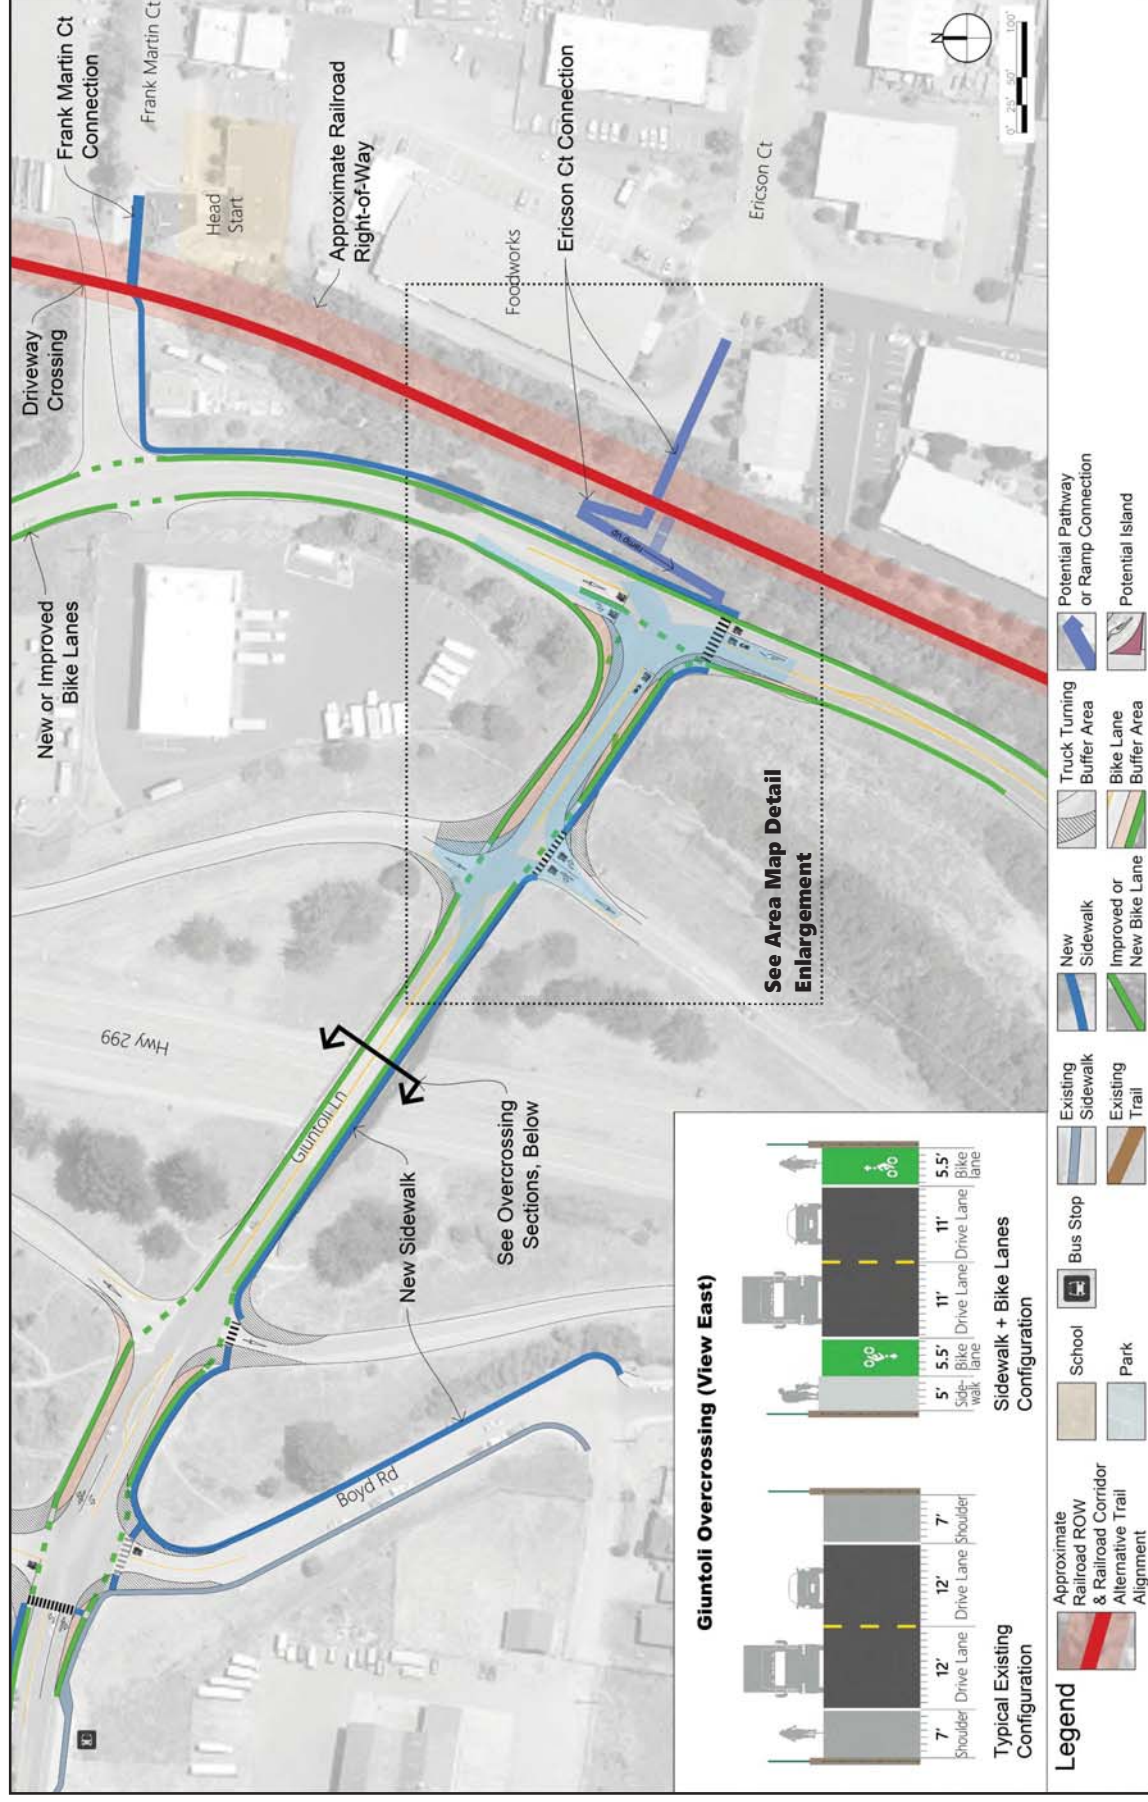 Frank Martin Ct
Connection
Frank Martin Ct
Driveway
Crossing
Head
Start
Approximate Railroad
Right-of-Way
New or Improved
Bike Lanes
Foodworks
Ericson Ct Connection
Ericson Ct
N
0' 25' 50' 100'
ramp up
See Area Map Detail
Enlargement
Hwy 299
Giuntoli Ln
See Overcrossing
Sections, Below
New Sidewalk
Boyd Rd
Giuntoli Overcrossing (View East)
7' 12' 12' 7'
Shoulder Drive Lane Drive Lane Shoulder
Typical Existing
Configuration
5' 5.5' 11' 11' 5.5'
Side-
walk
Bike
lane
Drive Lane Drive Lane
Bike
lane
Sidewalk + Bike Lanes
Configuration
Legend
Approximate
Railroad ROW
& Railroad Corridor
Alternative Trail
Alignment
School
Park
Bus Stop
Existing
Sidewalk
Existing
Trail
New
Sidewalk
Improved or
New Bike Lane
Truck Turning
Buffer Area
Bike Lane
Buffer Area
Potential Pathway
or Ramp Connection
Potential Island